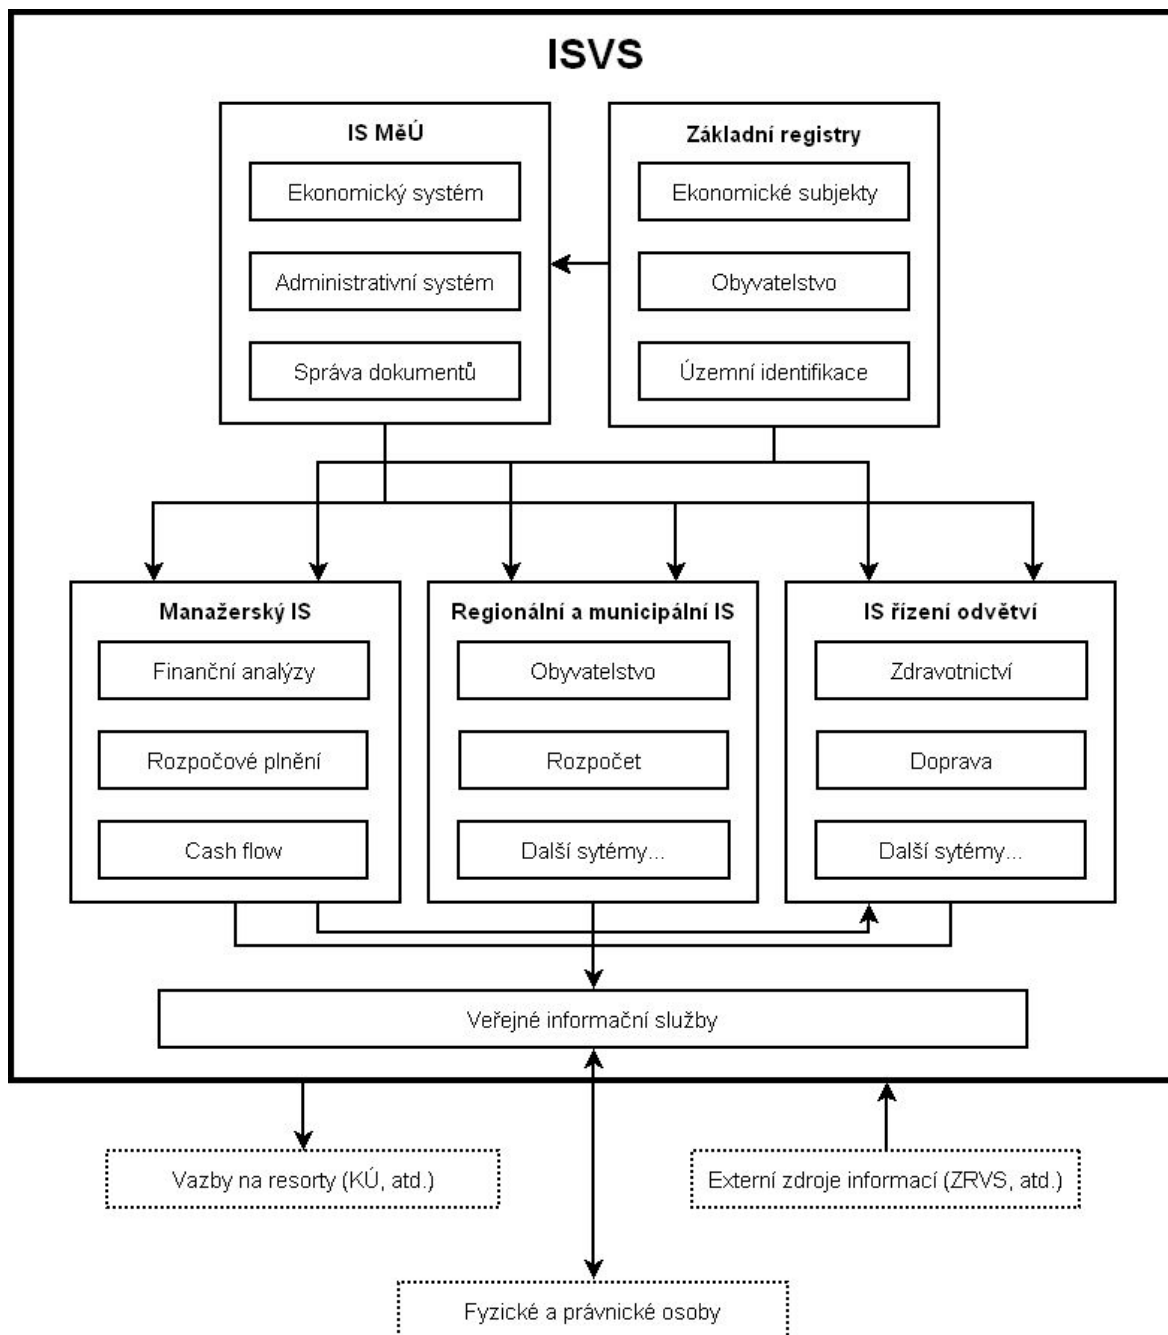 ISVS
IS MěÚ
Ekonomický systém
Administrativní systém
Správa dokumentů
Základní registry
Ekonomické subjekty
Obyvatelstvo
Územní identifikace
Manažerský IS
Finanční analýzy
Rozpočové plnění
Cash flow
Regionální a municipální IS
Obyvatelstvo
Rozpočet
Další sytémy...
IS řízení odvětví
Zdravotnictví
Doprava
Další sytémy...
Veřejné informační služby
Vazby na resorty (KÚ, atd.)
Externí zdroje informací (ZRVS, atd.)
Fyzické a právnické osoby